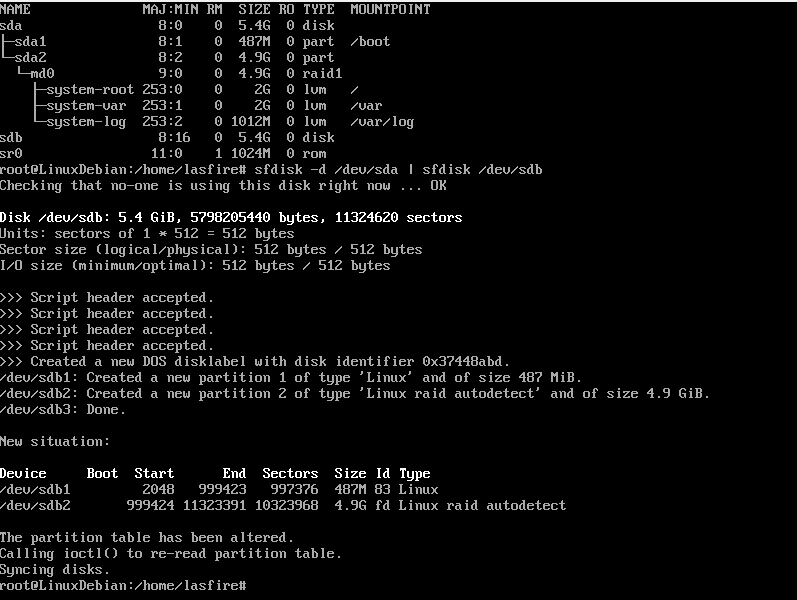 NAME                MAJ:MIN RM  SIZE RO TYPE  MOUNTPOINT
sda                   8:0    0  5.4G  0 disk
├─sda1                8:1    0  487M  0 part  /boot
└─sda2                8:2    0  4.9G  0 part
  └─md0               9:0    0  4.9G  0 raid1
    ├─system-root   253:0    0    2G  0 lvm   /
    ├─system-var    253:1    0    2G  0 lvm   /var
    └─system-log    253:2    0 1012M  0 lvm   /var/log
sdb                   8:16   0  5.4G  0 disk
sr0                  11:0    1 1024M  0 rom
root@LinuxDebian:/home/lasfire# sfdisk -d /dev/sda | sfdisk /dev/sdb
Checking that no-one is using this disk right now ... OK
Disk /dev/sdb: 5.4 GiB, 5798205440 bytes, 11324620 sectors
Units: sectors of 1 * 512 = 512 bytes
Sector size (logical/physical): 512 bytes / 512 bytes
I/O size (minimum/optimal): 512 bytes / 512 bytes
>>> Script header accepted.
>>> Script header accepted.
>>> Script header accepted.
>>> Script header accepted.
>>> Created a new DOS disklabel with disk identifier 0x37448abd.
/dev/sdb1: Created a new partition 1 of type 'Linux' and of size 487 MiB.
/dev/sdb2: Created a new partition 2 of type 'Linux raid autodetect' and of size 4.9 GiB.
/dev/sdb3: Done.
New situation:
Device     Boot  Start      End  Sectors  Size Id Type
/dev/sdb1         2048   999423   997376  487M 83 Linux
/dev/sdb2       999424 11323391 10323968  4.9G fd Linux raid autodetect
The partition table has been altered.
Calling ioctl() to re-read partition table.
Syncing disks.
root@LinuxDebian:/home/lasfire#